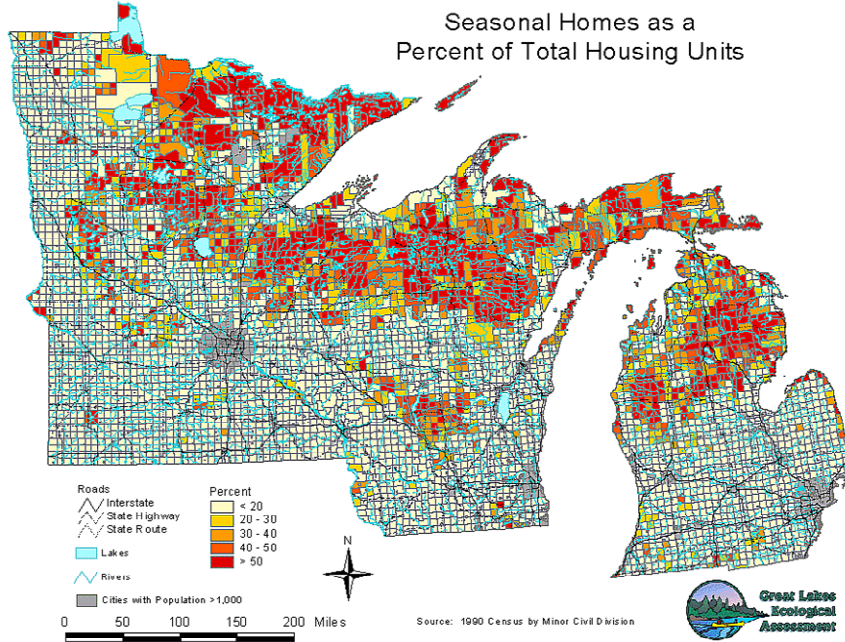 Seasonal Homes as a
Percent of Total Housing Units
Roads
Interstate
State Highway
State Route
Lakes
Rivers
Cities with Population >1,000
Percent
< 20
20 - 30
30 - 40
40 - 50
> 50
N
0 50 100 150 200 Miles
Source: 1990 Census by Minor Civil Division
Great Lakes
Ecological
Assessment